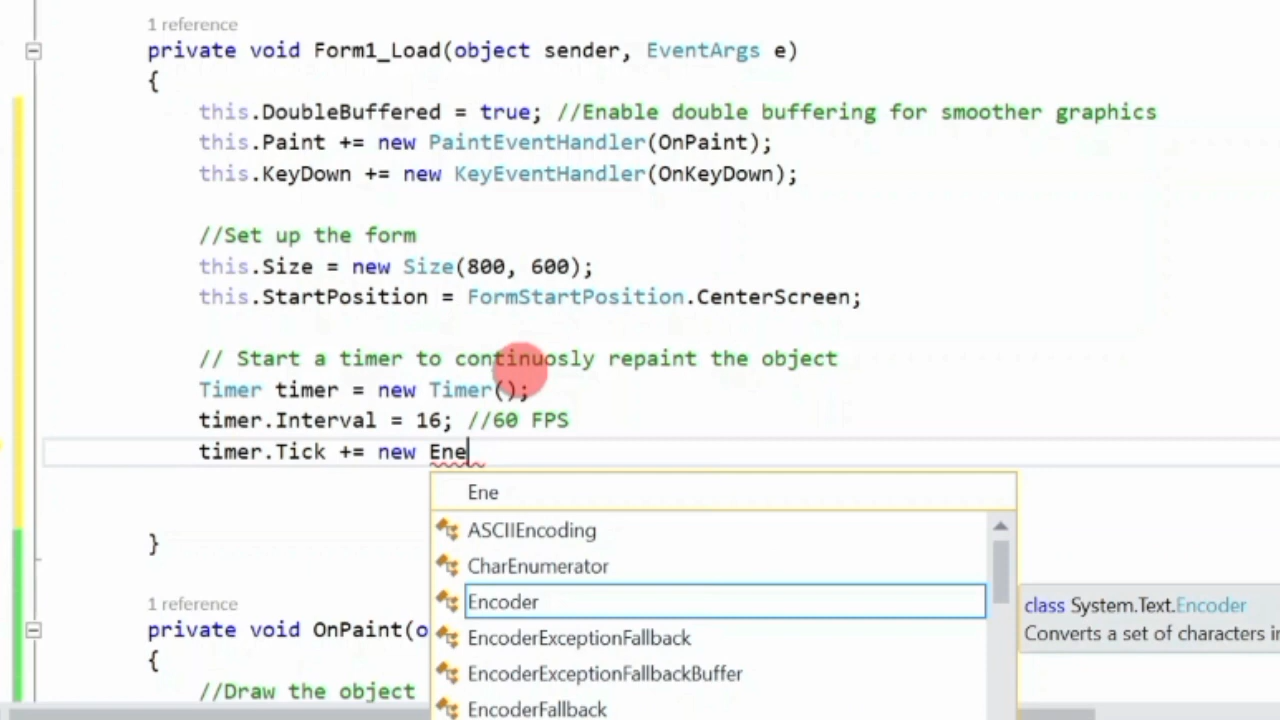 1 reference
private void Form1_Load(object sender, EventArgs e)
{
this.DoubleBuffered = true; //Enable double buffering for smoother graphics
this.Paint += new PaintEventHandler(OnPaint);
this.KeyDown += new KeyEventHandler(OnKeyDown);
//Set up the form
this.Size = new Size(800, 600);
this.StartPosition = FormStartPosition.CenterScreen;
// Start a timer to continuosly repaint the object
Timer timer = new Timer();
timer.Interval = 16; //60 FPS
timer.Tick += new Ene
Ene
ASCIIEncoding
CharEnumerator
Encoder
EncoderExceptionFallback
EncoderExceptionFallbackBuffer
EncoderFallback
class System.Text.Encoder
Converts a set of characters in
}
1 reference
private void OnPaint(o
{
//Draw the object